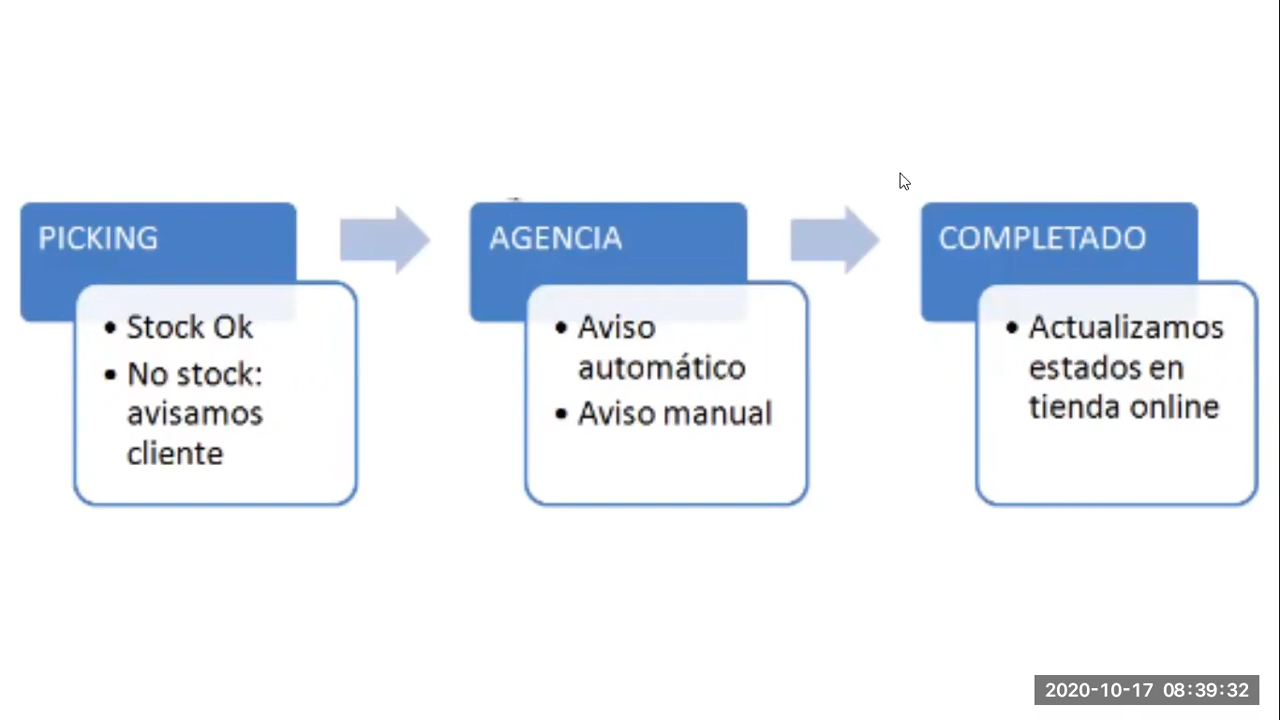 PICKING
• Stock Ok
• No stock:
avisamos
cliente
AGENCIA
• Aviso
automático
• Aviso manual
COMPLETADO
• Actualizamos
estados en
tienda online
2020-10-17 08:39:32